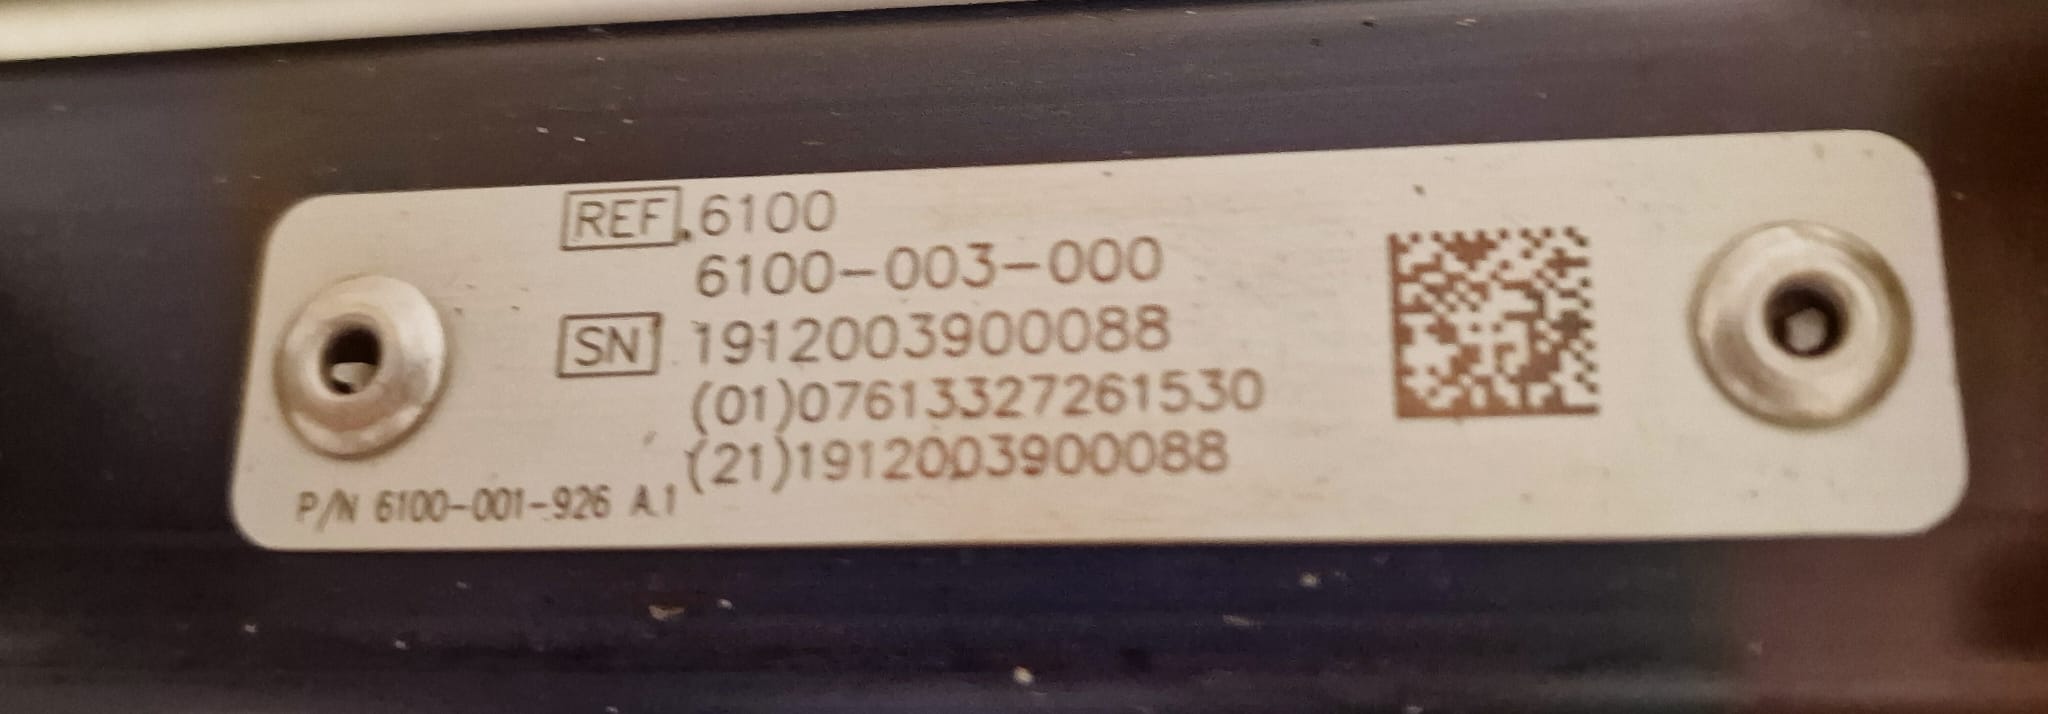 REF 6100
6100-003-000
SN 1912003900088
(01)07613327261530
(21)1912003900088
P/N 6100-001-926 A.1